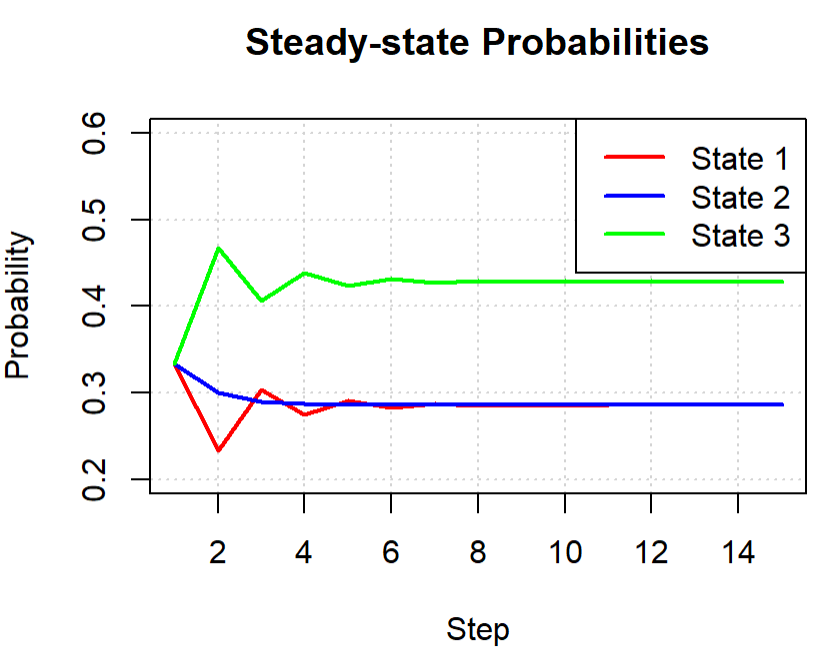 Steady-state Probabilities
Probability
0.6
0.5
0.4
0.3
0.2
State 1
State 2
State 3
2 4 6 8 10 12 14
Step